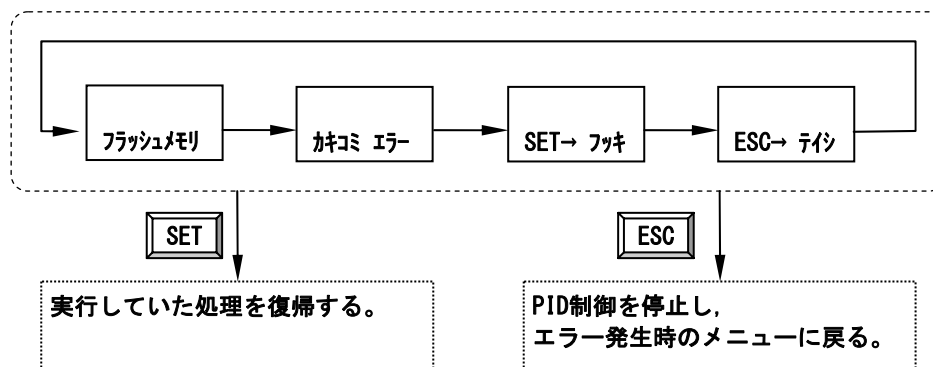 フラッシュメモリ
カキコミ エラー
SET→ フッキ
ESC→ テイシ
SET
ESC
実行していた処理を復帰する。
PID制御を停止し,
エラー発生時のメニューに戻る。